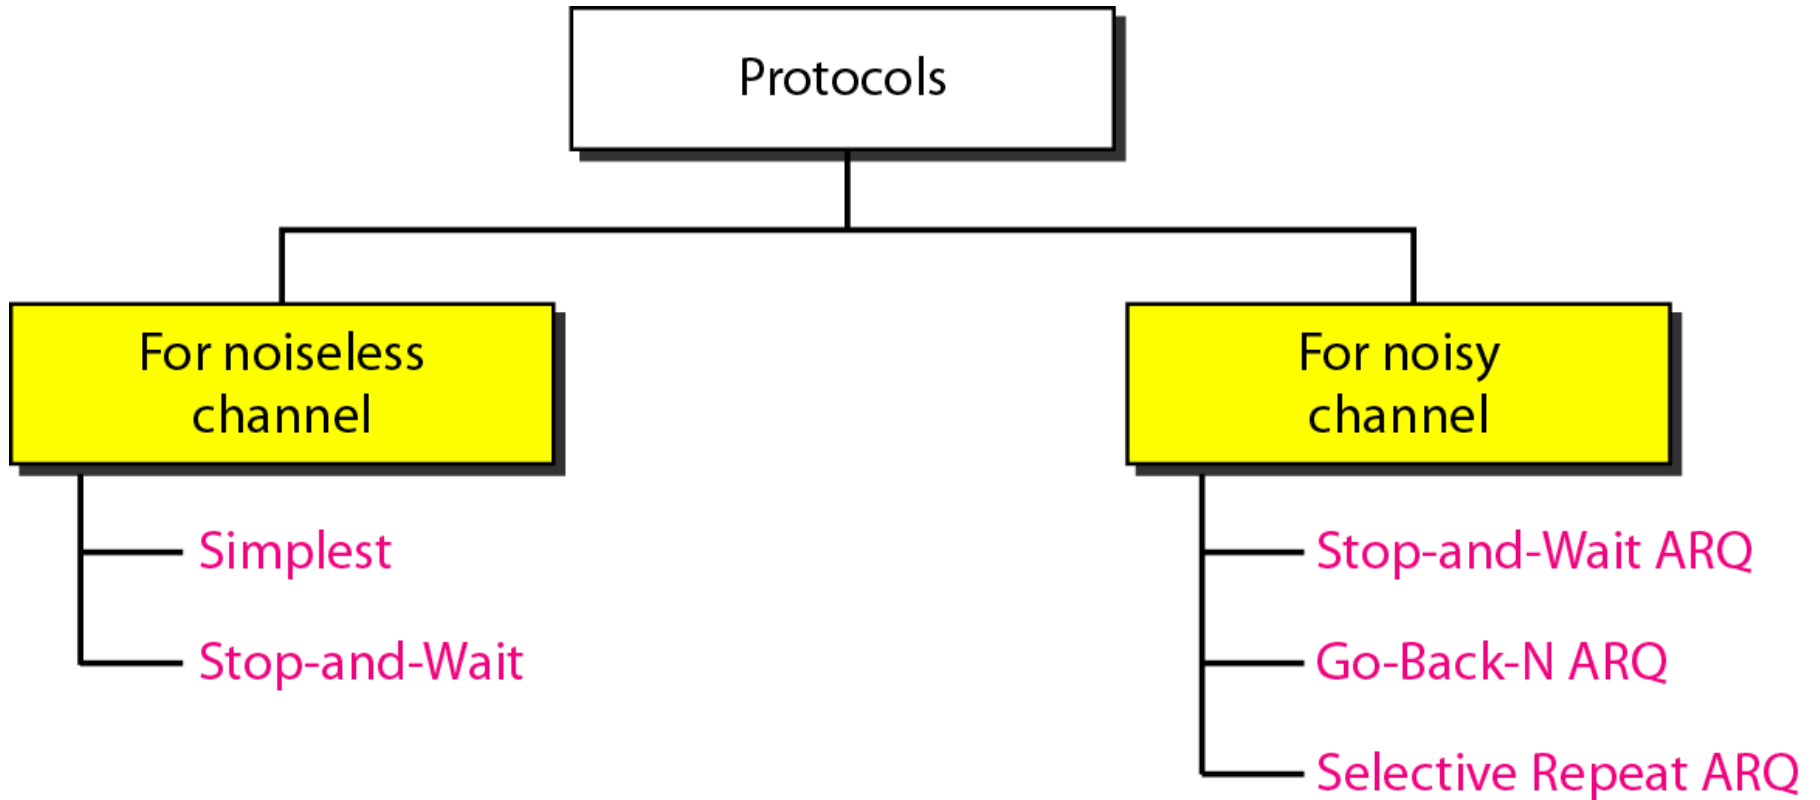 Protocols
For noiseless
channel
Simplest
Stop-and-Wait
For noisy
channel
Stop-and-Wait ARQ
Go-Back-N ARQ
Selective Repeat ARQ